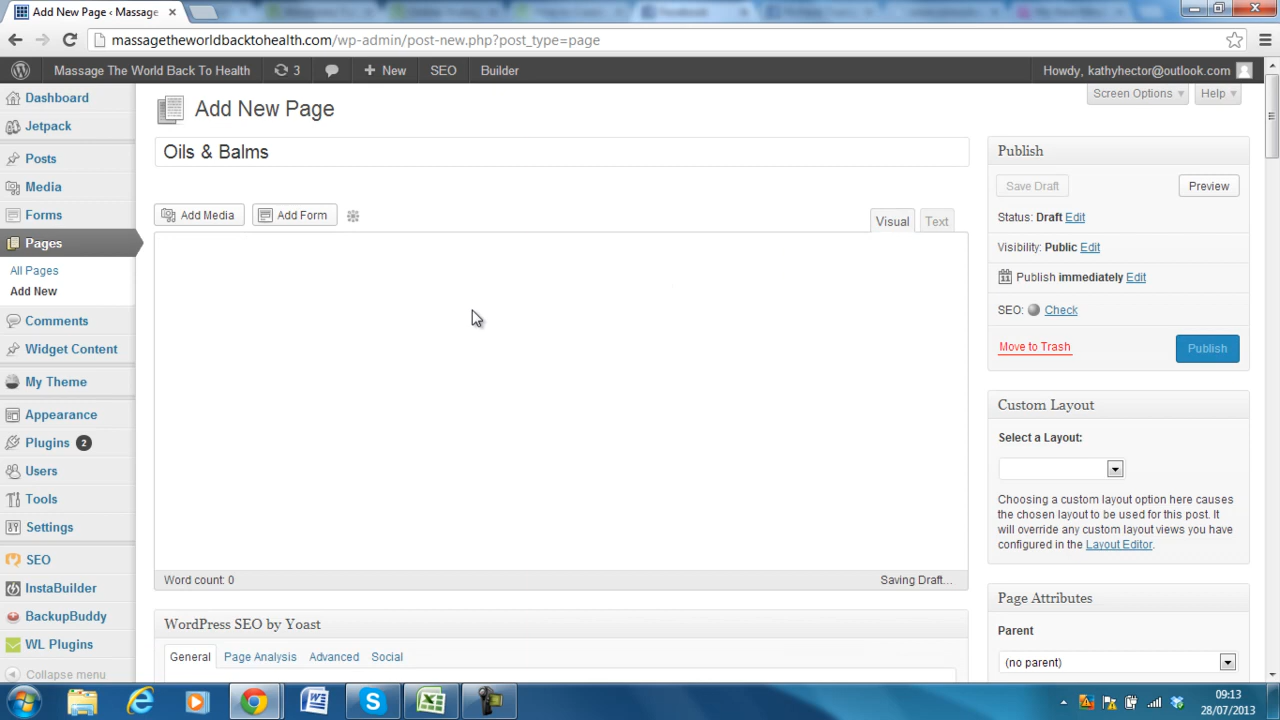 Add New Page ‹ Massage
massagetheworldbacktohealth.com/wp-admin/post-new.php?post_type=page
Massage The World Back To Health 3 + New SEO Builder Howdy, kathyhector@outlook.com
Screen Options Help
Dashboard
Jetpack
Posts
Media
Forms
Pages
All Pages
Add New
Comments
Widget Content
My Theme
Appearance
Plugins 2
Users
Tools
Settings
SEO
InstaBuilder
BackupBuddy
WL Plugins
Collapse menu
Add New Page
Oils & Balms
Add Media Add Form
Visual Text
Word count: 0 Saving Draft...
WordPress SEO by Yoast
General Page Analysis Advanced Social
Publish
Save Draft Preview
Status: Draft Edit
Visibility: Public Edit
Publish immediately Edit
SEO: Check
Move to Trash Publish
Custom Layout
Select a Layout:
Choosing a custom layout option here causes
the chosen layout to be used for this post. It
will override any custom layout views you have
configured in the Layout Editor.
Page Attributes
Parent
(no parent)
09:13
28/07/2013